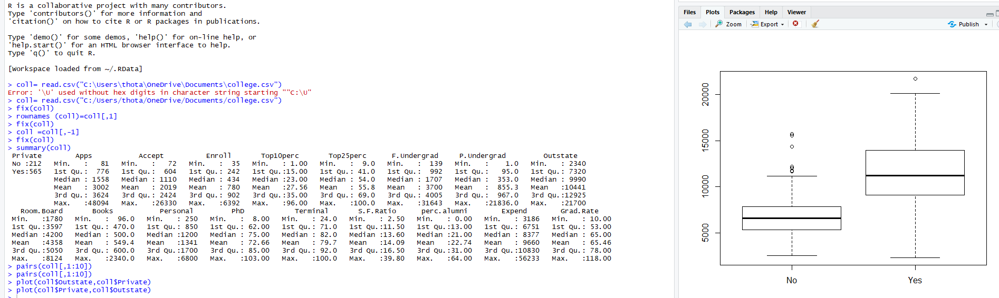 R is a collaborative project with many contributors.
Type 'contributors()' for more information and
'citation()' on how to cite R or R packages in publications.

Type 'demo()' for some demos, 'help()' for on-line help, or
'help.start()' for an HTML browser interface to help.
Type 'q()' to quit R.

[Workspace loaded from ~/.RData]

> coll= read.csv("C:\Users\thota\OneDrive\Documents\college.csv")
Error: '\U' used without hex digits in character string starting ""C:\U"
> coll= read.csv("C:/Users/thota/OneDrive/Documents/college.csv")
> fix(coll)
> rownames (coll)=coll[,1]
> fix(coll)
> coll =coll[,-1]
> fix(coll)
> summary(coll)
 Private        Apps           Accept          Enroll       Top10perc       Top25perc      F.Undergrad     P.Undergrad         Outstate
 No :212   Min.   :   81   Min.   :   72   Min.   :  35   Min.   : 1.00   Min.   :  9.0   Min.   :  139   Min.   :    1.0   Min.   : 2340
 Yes:565   1st Qu.:  776   1st Qu.:  604   1st Qu.: 242   1st Qu.:15.00   1st Qu.: 41.0   1st Qu.:  992   1st Qu.:   95.0   1st Qu.: 7320
           Median : 1558   Median : 1110   Median : 434   Median :23.00   Median : 54.0   Median : 1707   Median :  353.0   Median : 9990
           Mean   : 3002   Mean   : 2019   Mean   : 780   Mean   :27.56   Mean   : 55.8   Mean   : 3700   Mean   :  855.3   Mean   :10441
           3rd Qu.: 3624   3rd Qu.: 2424   3rd Qu.: 902   3rd Qu.:35.00   3rd Qu.: 69.0   3rd Qu.: 4005   3rd Qu.:  967.0   3rd Qu.:12925
           Max.   :48094   Max.   :26330   Max.   :6392   Max.   :96.00   Max.   :100.0   Max.   :31643   Max.   :21836.0   Max.   :21700
   Room.Board       Books           Personal         PhD            Terminal       S.F.Ratio      perc.alumni        Expend        Grad.Rate
 Min.   :1780   Min.   :  96.0   Min.   : 250   Min.   :  8.00   Min.   : 24.0   Min.   : 2.50   Min.   : 0.00   Min.   : 3186   Min.   : 10.00
 1st Qu.:3597   1st Qu.: 470.0   1st Qu.: 850   1st Qu.: 62.00   1st Qu.: 71.0   1st Qu.:11.50   1st Qu.:13.00   1st Qu.: 6751   1st Qu.: 53.00
 Median :4200   Median : 500.0   Median :1200   Median : 75.00   Median : 82.0   Median :13.60   Median :21.00   Median : 8377   Median : 65.00
 Mean   :4358   Mean   : 549.4   Mean   :1341   Mean   : 72.66   Mean   : 79.7   Mean   :14.09   Mean   :22.74   Mean   : 9660   Mean   : 65.46
 3rd Qu.:5050   3rd Qu.: 600.0   3rd Qu.:1700   3rd Qu.: 85.00   3rd Qu.: 92.0   3rd Qu.:16.50   3rd Qu.:31.00   3rd Qu.:10830   3rd Qu.: 78.00
 Max.   :8124   Max.   :2340.0   Max.   :6800   Max.   :103.00   Max.   :100.0   Max.   :39.80   Max.   :64.00   Max.   :56233   Max.   :118.00
> pairs(coll[,1:10])
> pairs(coll[,1:10])
> plot(coll$Outstate,coll$Private)
> plot(coll$Private,coll$Outstate)
>
Files Plots Packages Help Viewer
Zoom Export Publish
20000
15000
10000
5000
No Yes